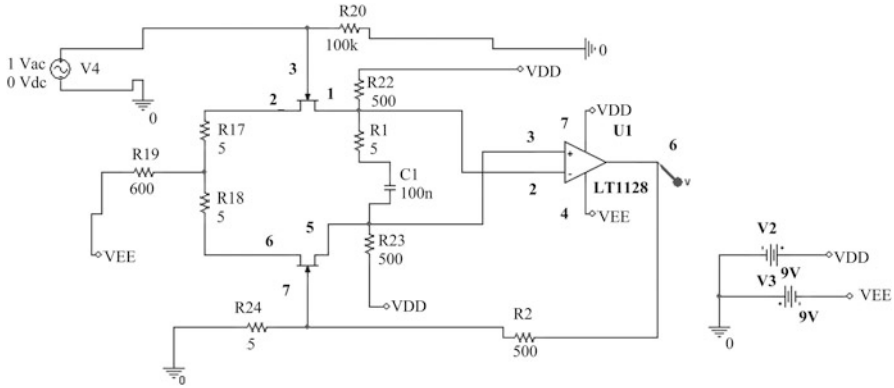 R20
100k
0
1 Vac
0 Vdc
V4
0
3
2
1
R22
500
VDD
R17
5
R1
5
R19
600
R18
5
C1
100n
VEE
5
6
R23
500
VDD
7
R24
5
0
R2
500
3
2
7
VDD
U1
+
-
LT1128
4
VEE
6
V
V2
- +
9V
VDD
V3
+ -
9V
VEE
0